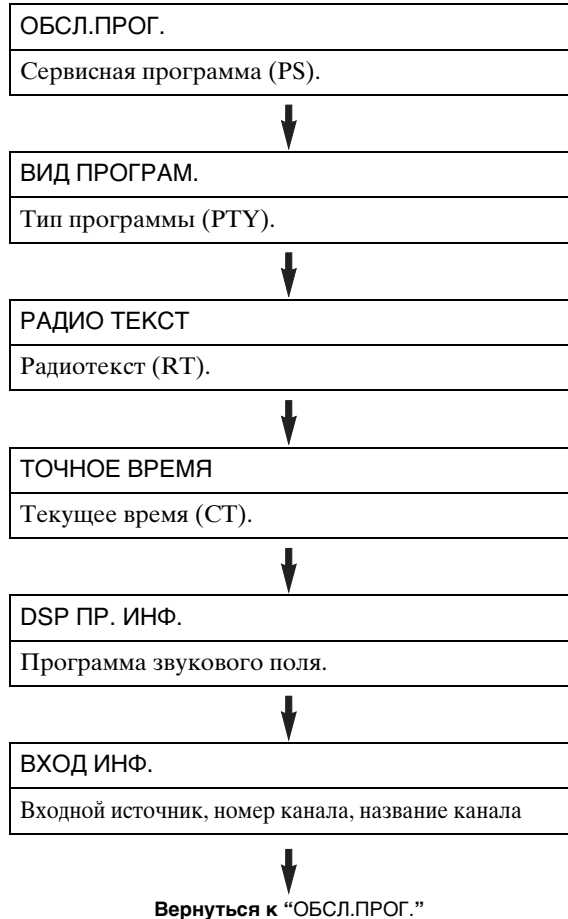 ОБСЛ.ПРОГ.
Сервисная программа (PS).
ВИД ПРОГРАМ.
Тип программы (PTY).
РАДИО ТЕКСТ
Радиотекст (RT).
ТОЧНОЕ ВРЕМЯ
Текущее время (CT).
DSP ПР. ИНФ.
Программа звукового поля.
ВХОД ИНФ.
Входной источник, номер канала, название канала
Вернуться к “ОБСЛ.ПРОГ.”